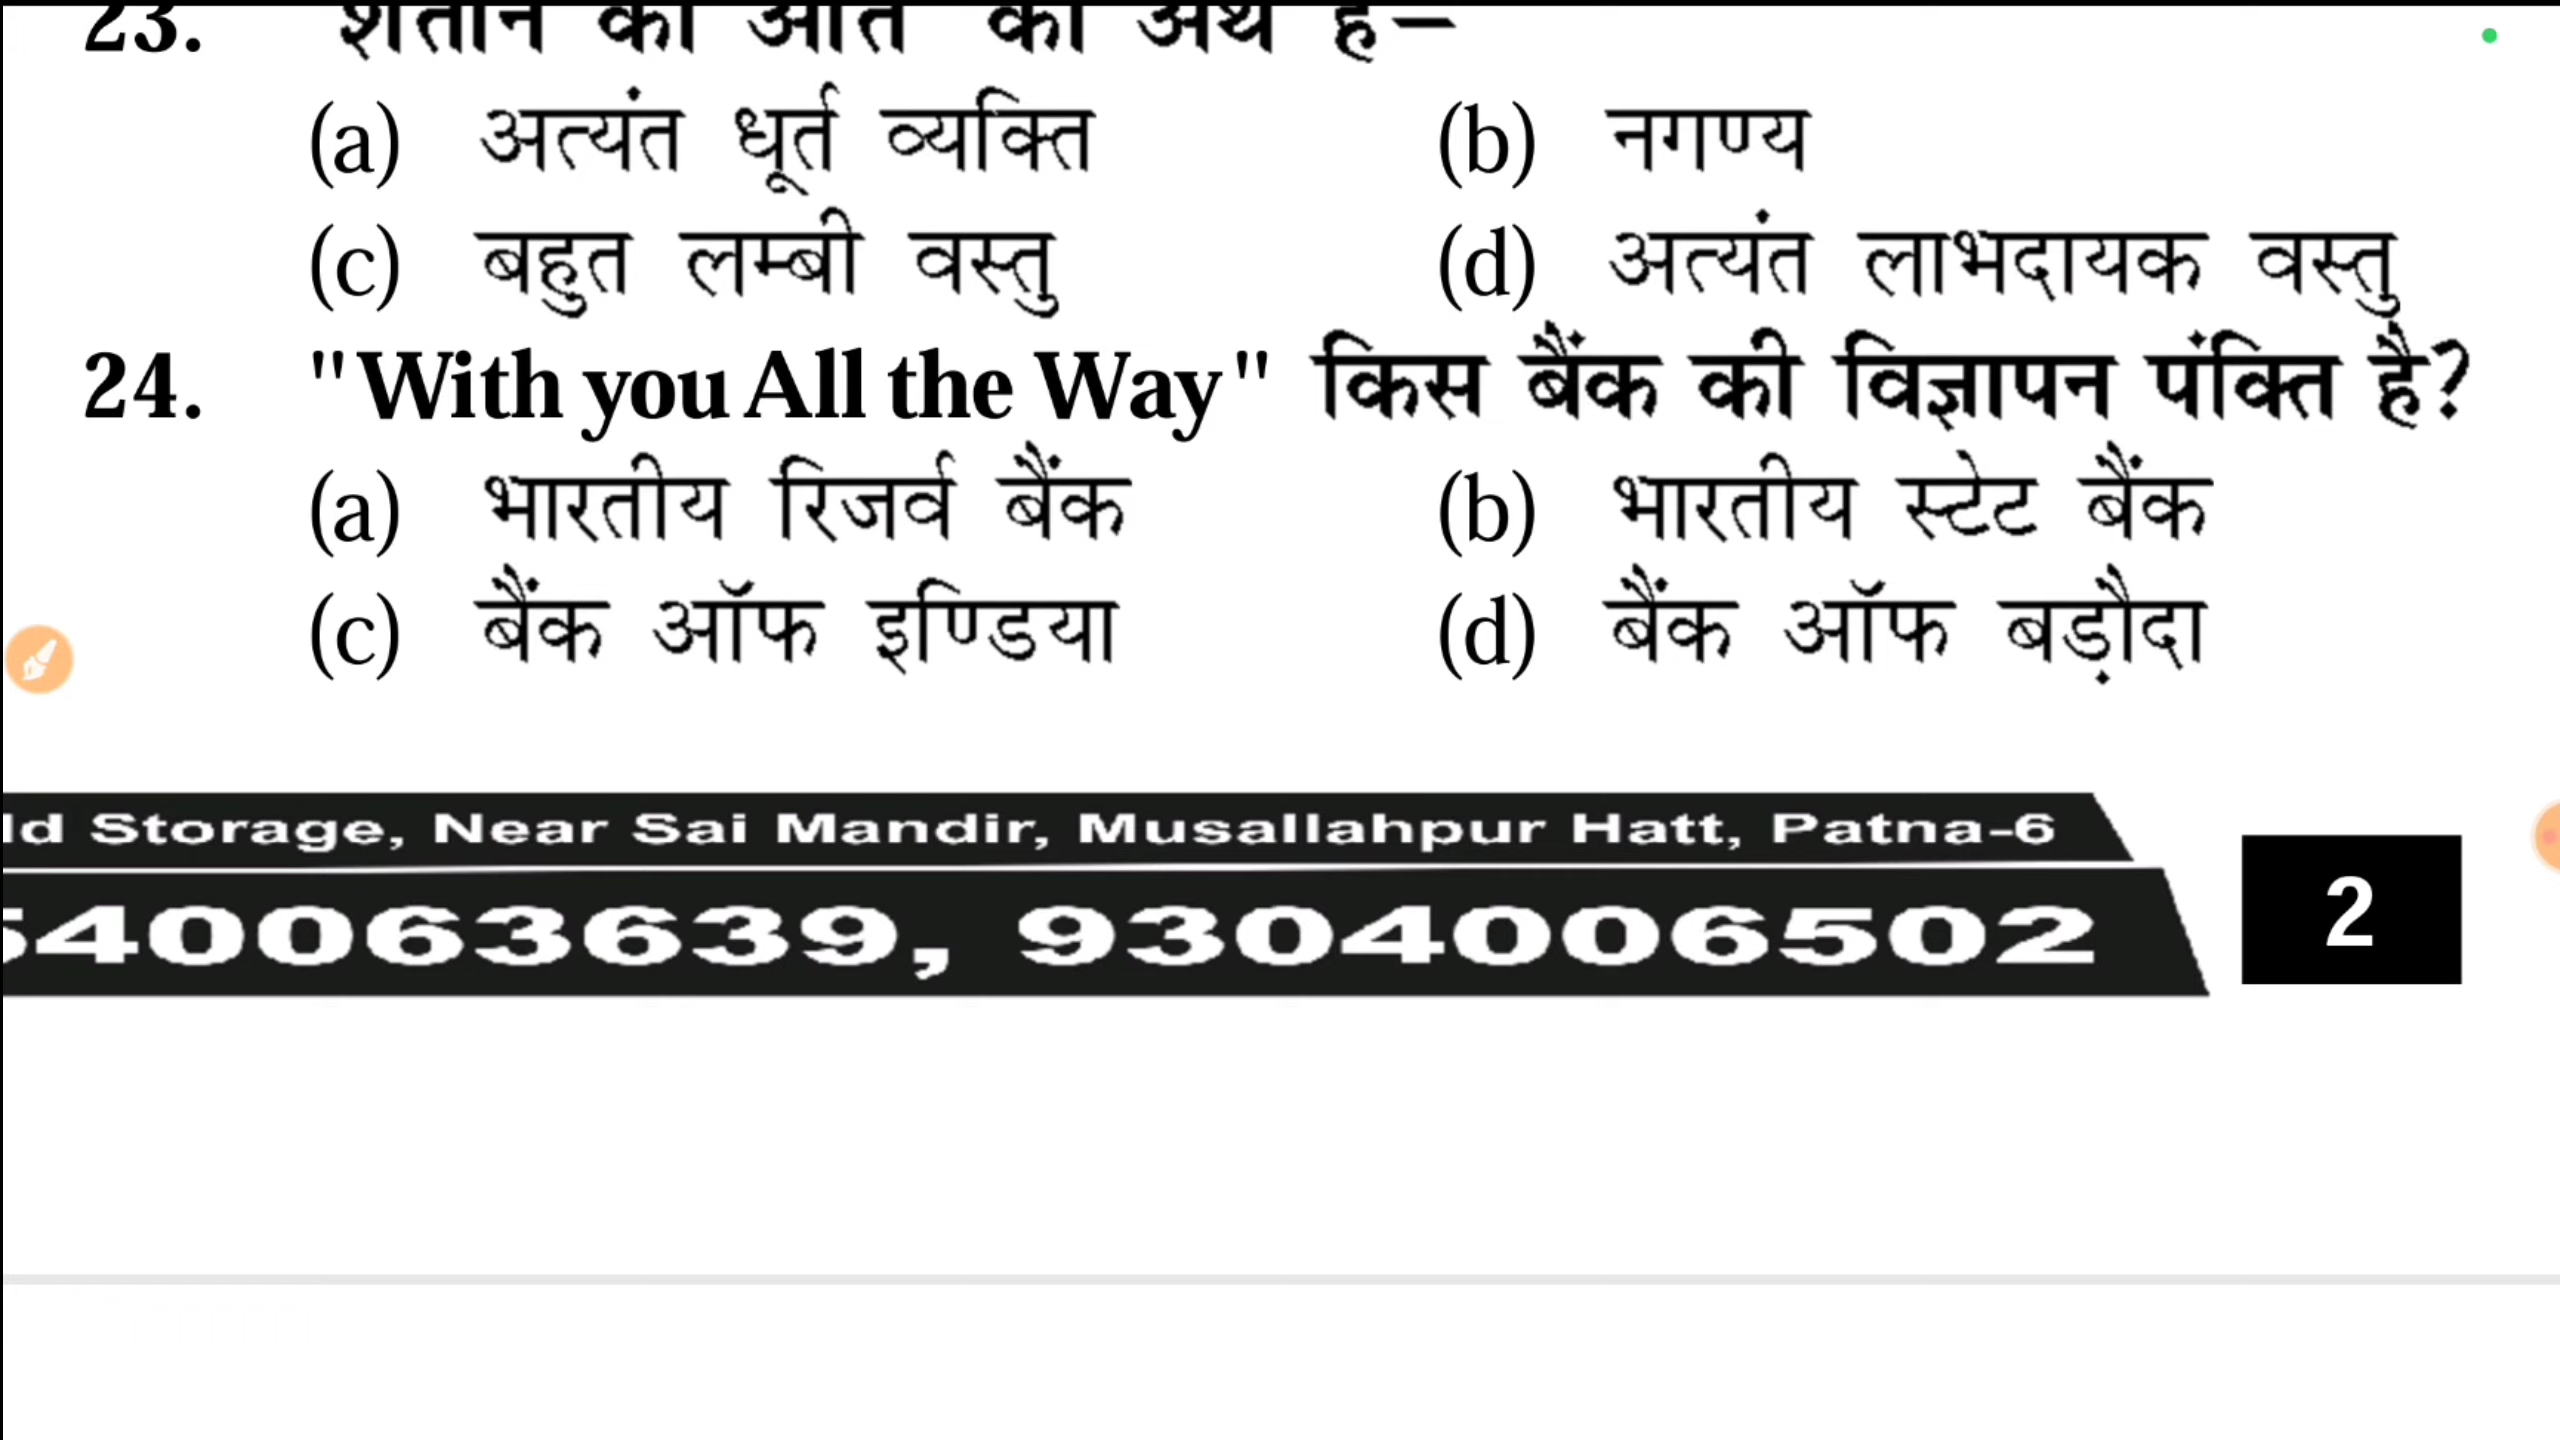 23. शैतान की आंत का अर्थ है–
(a) अत्यंत धूर्त व्यक्ति (b) नगण्य
(c) बहुत लम्बी वस्तु (d) अत्यंत लाभदायक वस्तु
24. "With you All the Way" किस बैंक की विज्ञापन पंक्ति है?
(a) भारतीय रिजर्व बैंक (b) भारतीय स्टेट बैंक
(c) बैंक ऑफ इण्डिया (d) बैंक ऑफ बड़ौदा
ld Storage, Near Sai Mandir, Musallahpur Hatt, Patna-6
40063639, 9304006502
2